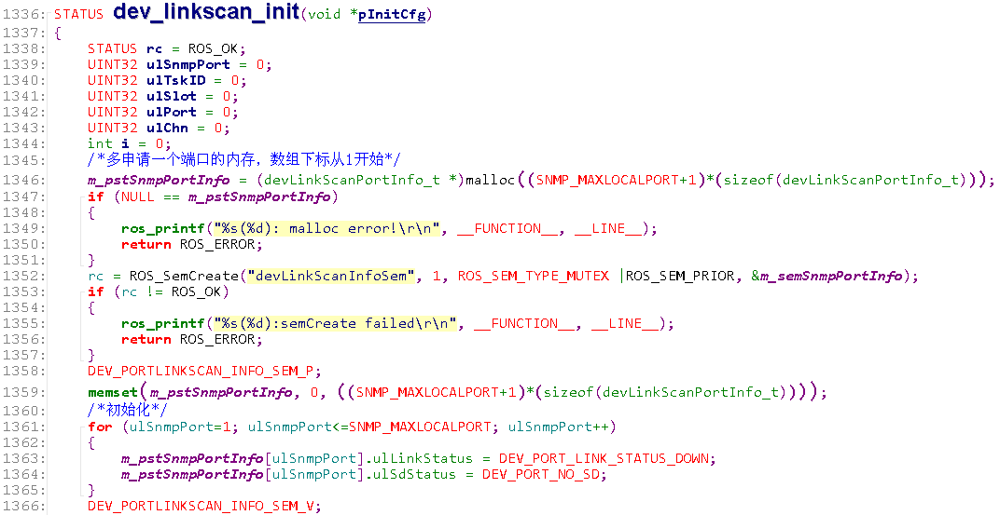 1336: STATUS dev_linkscan_init(void *pInitCfg)
1337: {
1338: STATUS rc = ROS_OK;
1339: UINT32 ulSnmpPort = 0;
1340: UINT32 ulTskID = 0;
1341: UINT32 ulSlot = 0;
1342: UINT32 ulPort = 0;
1343: UINT32 ulChn = 0;
1344: int i = 0;
1345: /*多申请一个端口的内存，数组下标从1开始*/
1346: m_pstSnmpPortInfo = (devLinkScanPortInfo_t *)malloc((SNMP_MAXLOCALPORT+1)*(sizeof(devLinkScanPortInfo_t)));
1347: if (NULL == m_pstSnmpPortInfo)
1348: {
1349: ros_printf("%s(%d): malloc error!\r\n", __FUNCTION__, __LINE__);
1350: return ROS_ERROR;
1351: }
1352: rc = ROS_SemCreate("devLinkScanInfoSem", 1, ROS_SEM_TYPE_MUTEX |ROS_SEM_PRIOR, &m_semSnmpPortInfo);
1353: if (rc != ROS_OK)
1354: {
1355: ros_printf("%s(%d):semCreate failed\r\n", __FUNCTION__, __LINE__);
1356: return ROS_ERROR;
1357: }
1358: DEV_PORTLINKSCAN_INFO_SEM_P;
1359: memset(m_pstSnmpPortInfo, 0, ((SNMP_MAXLOCALPORT+1)*(sizeof(devLinkScanPortInfo_t))));
1360: /*初始化*/
1361: for (ulSnmpPort=1; ulSnmpPort<=SNMP_MAXLOCALPORT; ulSnmpPort++)
1362: {
1363: m_pstSnmpPortInfo[ulSnmpPort].ulLinkStatus = DEV_PORT_LINK_STATUS_DOWN;
1364: m_pstSnmpPortInfo[ulSnmpPort].ulSdStatus = DEV_PORT_NO_SD;
1365: }
1366: DEV_PORTLINKSCAN_INFO_SEM_V;